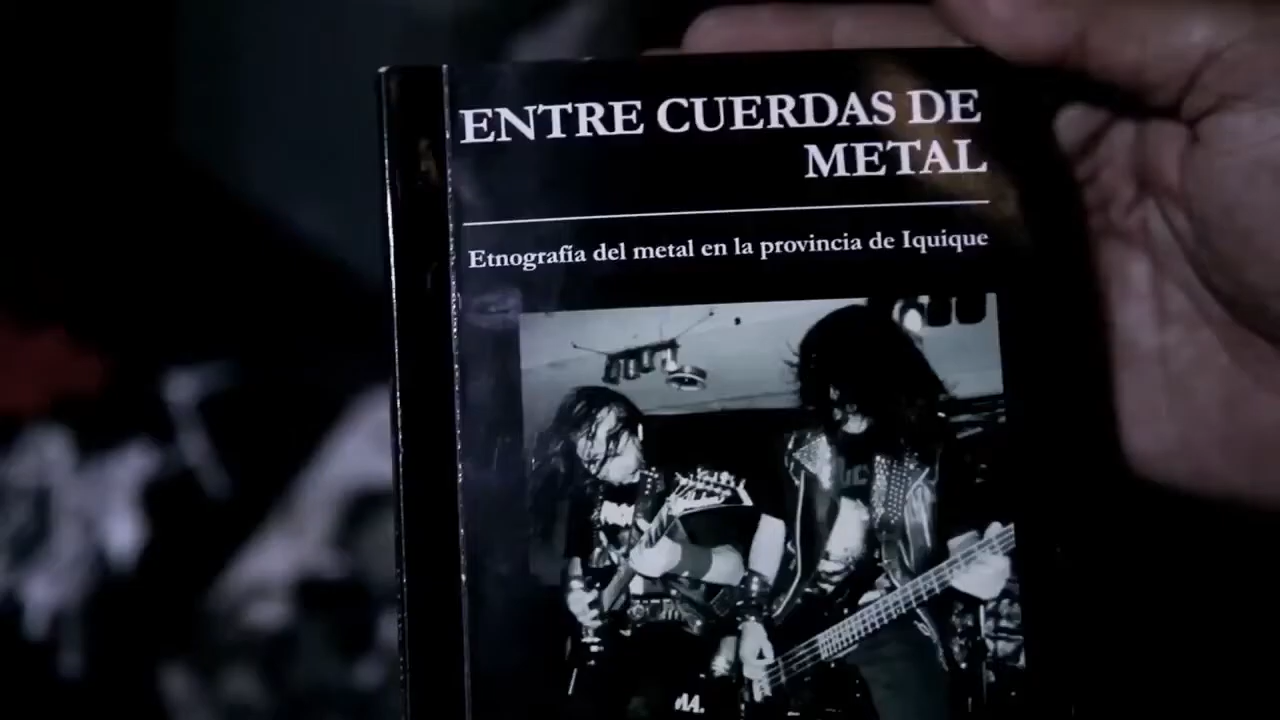 ENTRE CUERDAS DE
METAL
Etnografía del metal en la provincia de Iquique